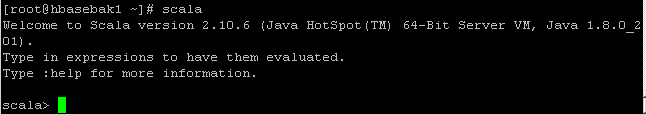 [root@hbasebak1 ~]# scala
Welcome to Scala version 2.10.6 (Java HotSpot(TM) 64-Bit Server VM, Java 1.8.0_2
01).
Type in expressions to have them evaluated.
Type :help for more information.
scala>